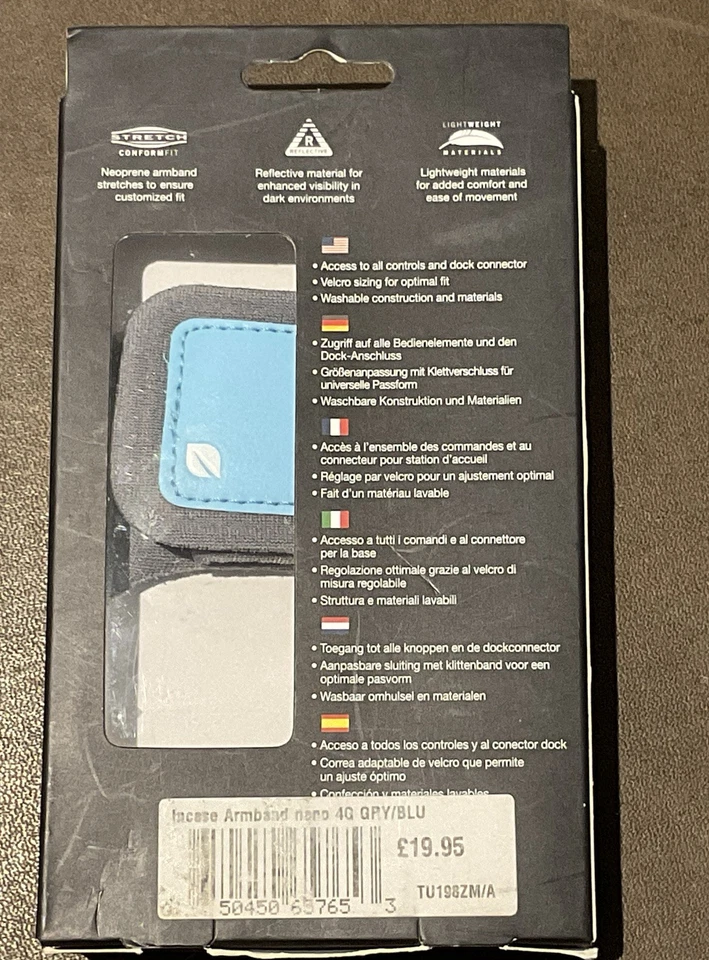 STRETCH
CONFORMFIT
Neoprene armband
stretches to ensure
customized fit
R
REFLECTIVE
Reflective material for
enhanced visibility in
dark environments
LIGHTWEIGHT
MATERIALS
Lightweight materials
for added comfort and
ease of movement
• Access to all controls and dock connector
• Velcro sizing for optimal fit
• Washable construction and materials
• Zugriff auf alle Bedienelemente und den
Dock-Anschluss
• Größenanpassung mit Klettverschluss für
universelle Passform
• Waschbare Konstruktion und Materialien
• Accès à l'ensemble des commandes et au
connecteur pour station d'accueil
• Réglage par velcro pour un ajustement optimal
• Fait d'un matériau lavable
• Accesso a tutti i comandi e al connettore
per la base
• Regolazione ottimale grazie al velcro di
misura regolabile
• Struttura e materiali lavabili
• Toegang tot alle knoppen en de dockconnector
• Aanpasbare sluiting met klittenband voor een
optimale pasvorm
• Wasbaar omhulsel en materialen
• Acceso a todos los controles y al conector dock
• Correa adaptable de velcro que permite
un ajuste óptimo
• Confección y materiales lavables
Incase Armband nano 4G GRY/BLU
£19.95
TU198ZM/A
50450 65765 3